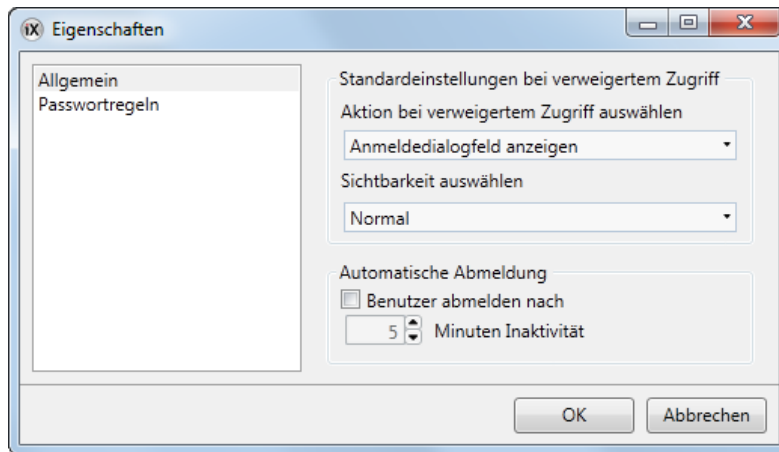 iX Eigenschaften
Allgemein
Passwortregeln
Standardeinstellungen bei verweigertem Zugriff
Aktion bei verweigertem Zugriff auswählen
Anmeldedialogfeld anzeigen
Sichtbarkeit auswählen
Normal
Automatische Abmeldung
Benutzer abmelden nach
5 Minuten Inaktivität
OK Abbrechen